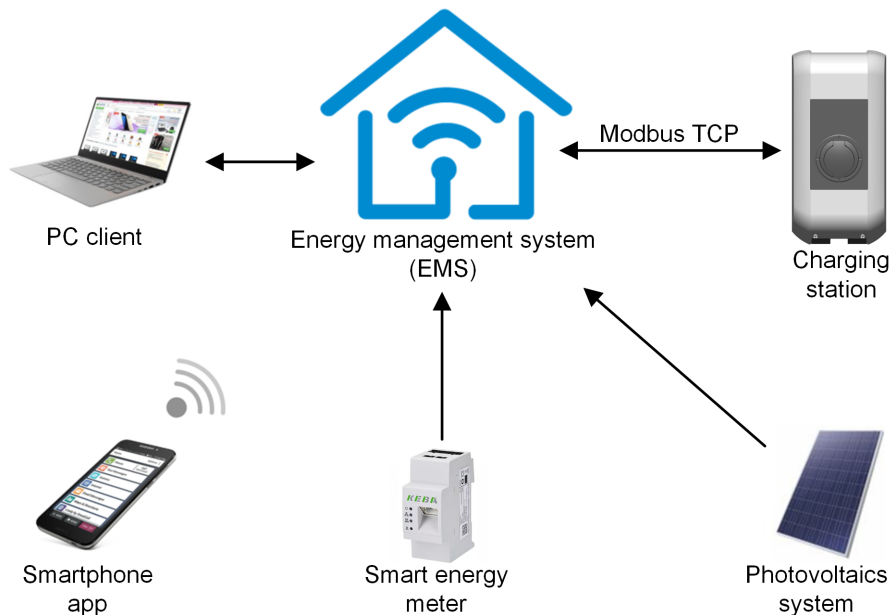 Modbus TCP
PC client
Energy management system
(EMS)
Charging
station
KEBA
Smartphone
app
Smart energy
meter
Photovoltaics
system